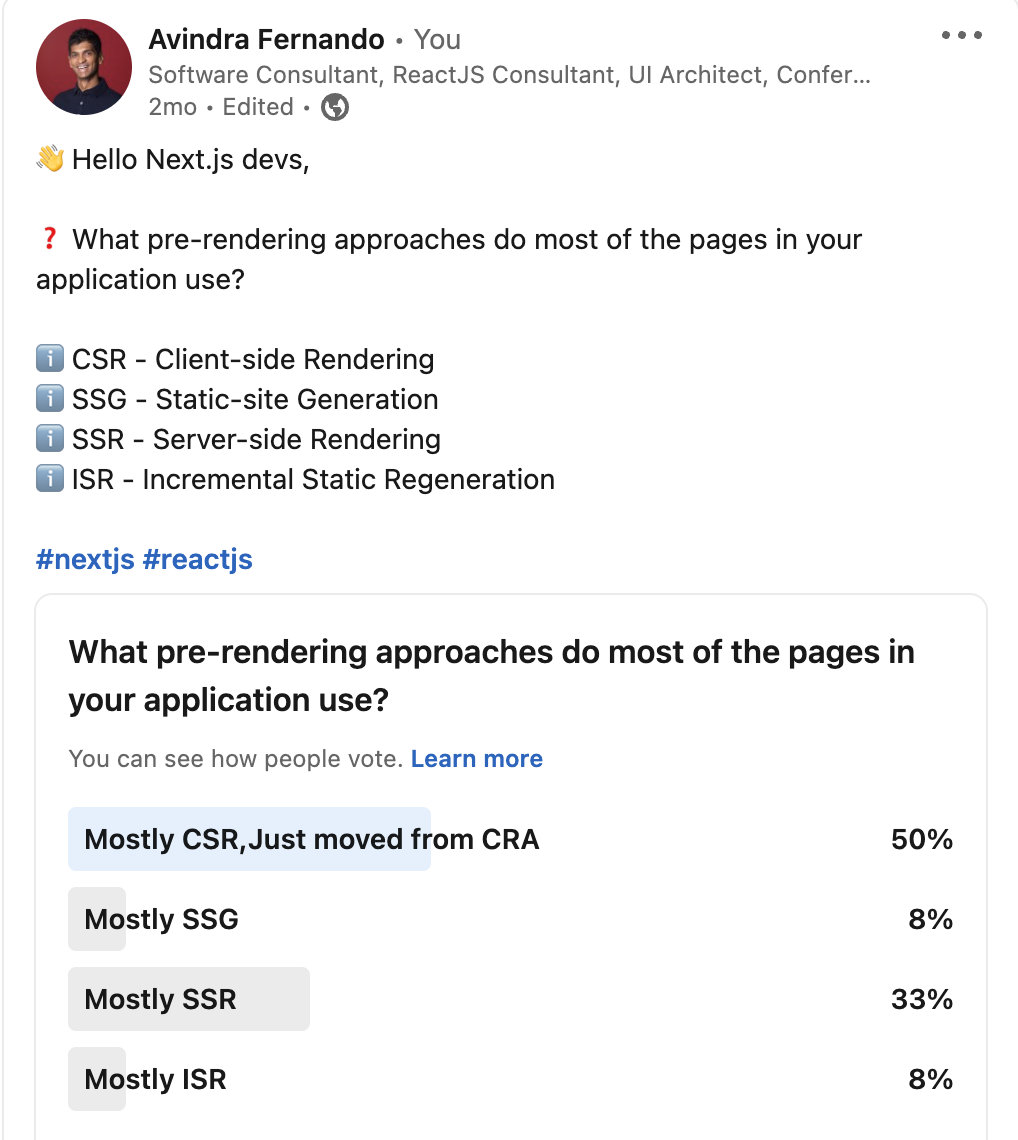 Avindra Fernando • You
Software Consultant, ReactJS Consultant, UI Architect, Confer...
2mo • Edited •
👋 Hello Next.js devs,
❓ What pre-rendering approaches do most of the pages in your
application use?
ℹ️ CSR - Client-side Rendering
ℹ️ SSG - Static-site Generation
ℹ️ SSR - Server-side Rendering
ℹ️ ISR - Incremental Static Regeneration
#nextjs #reactjs
What pre-rendering approaches do most of the pages in
your application use?
You can see how people vote. Learn more
Mostly CSR,Just moved from CRA 50%
Mostly SSG 8%
Mostly SSR 33%
Mostly ISR 8%